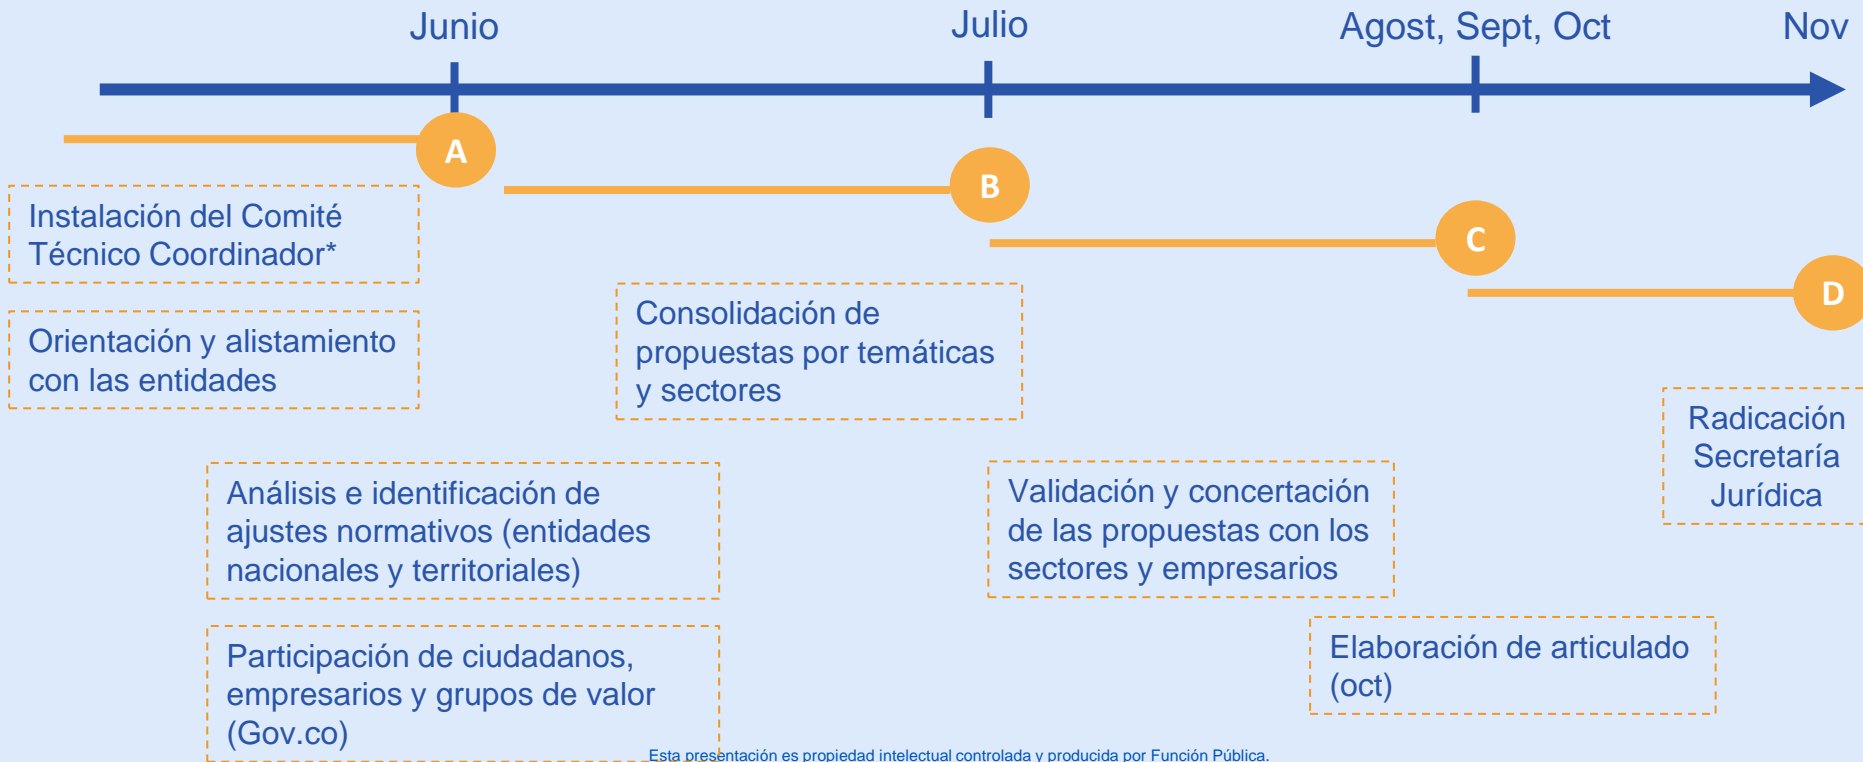 Junio
Julio
Agost, Sept, Oct
Nov
A
B
C
D
Instalación del Comité
Técnico Coordinador*
Orientación y alistamiento
con las entidades
Consolidación de
propuestas por temáticas
y sectores
Radicación
Secretaría
Jurídica
Análisis e identificación de
ajustes normativos (entidades
nacionales y territoriales)
Validación y concertación
de las propuestas con los
sectores y empresarios
Participación de ciudadanos,
empresarios y grupos de valor
(Gov.co)
Elaboración de articulado
(oct)
Esta presentación es propiedad intelectual controlada y producida por Función Pública.